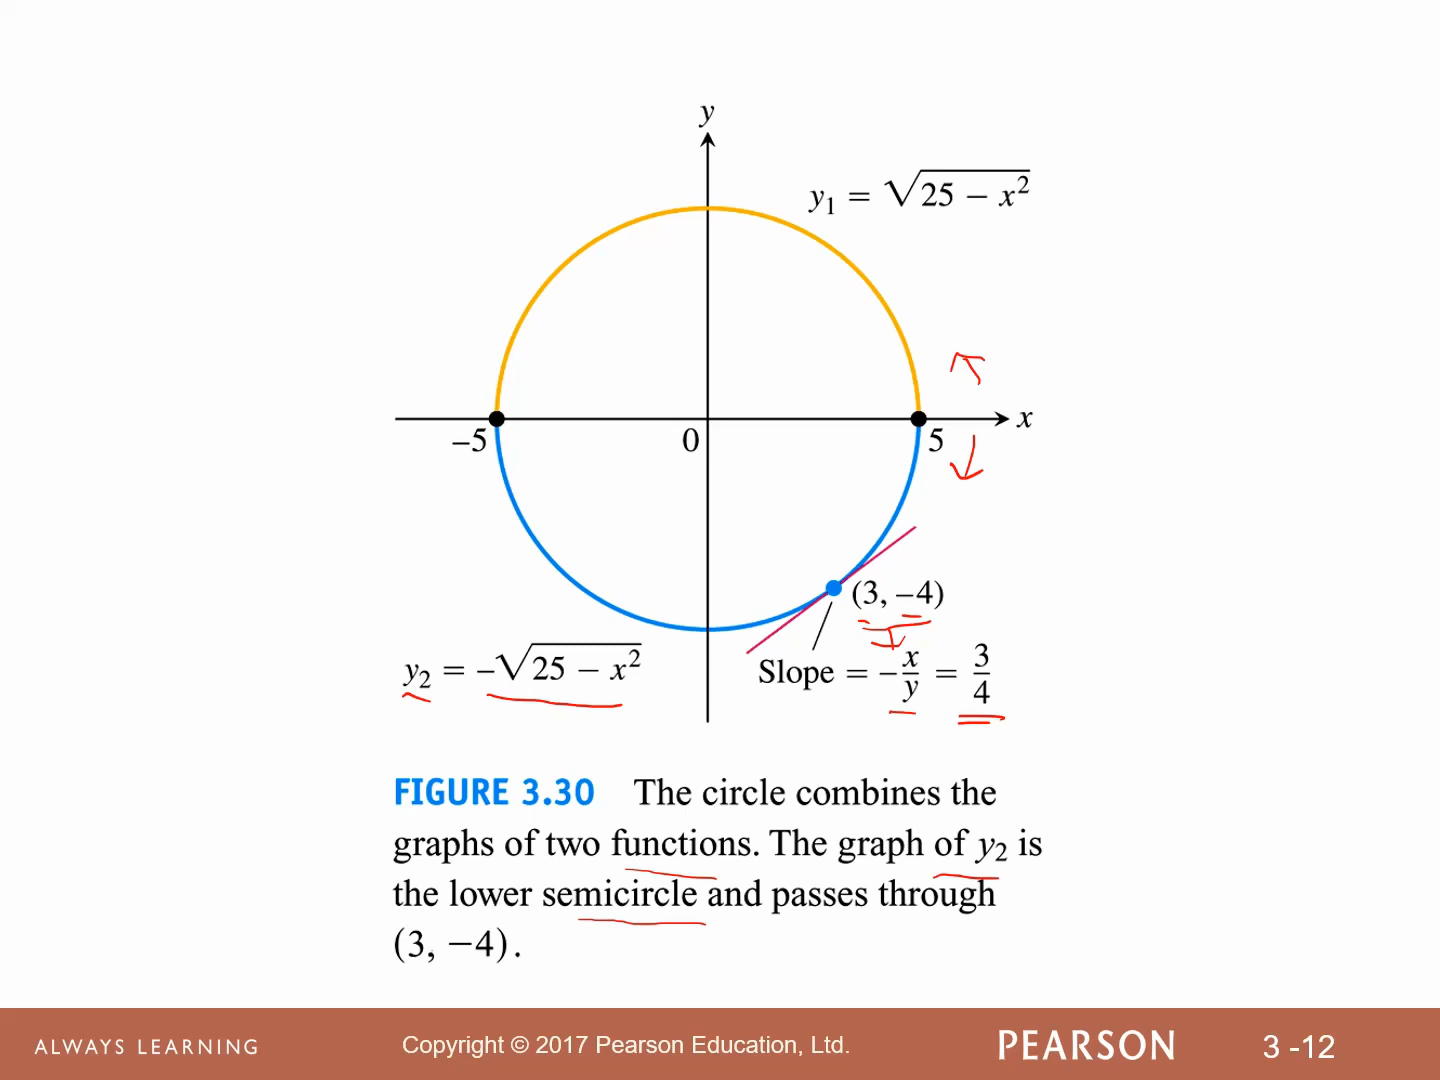 y
y₁ = √(25 − x²)
x
−5
0
5
(3, −4)
y₂ = −√(25 − x²)
Slope = −x/y = 3/4
FIGURE 3.30 The circle combines the
graphs of two functions. The graph of y₂ is
the lower semicircle and passes through
(3, −4).
ALWAYS LEARNING
Copyright © 2017 Pearson Education, Ltd.
PEARSON
3 -12